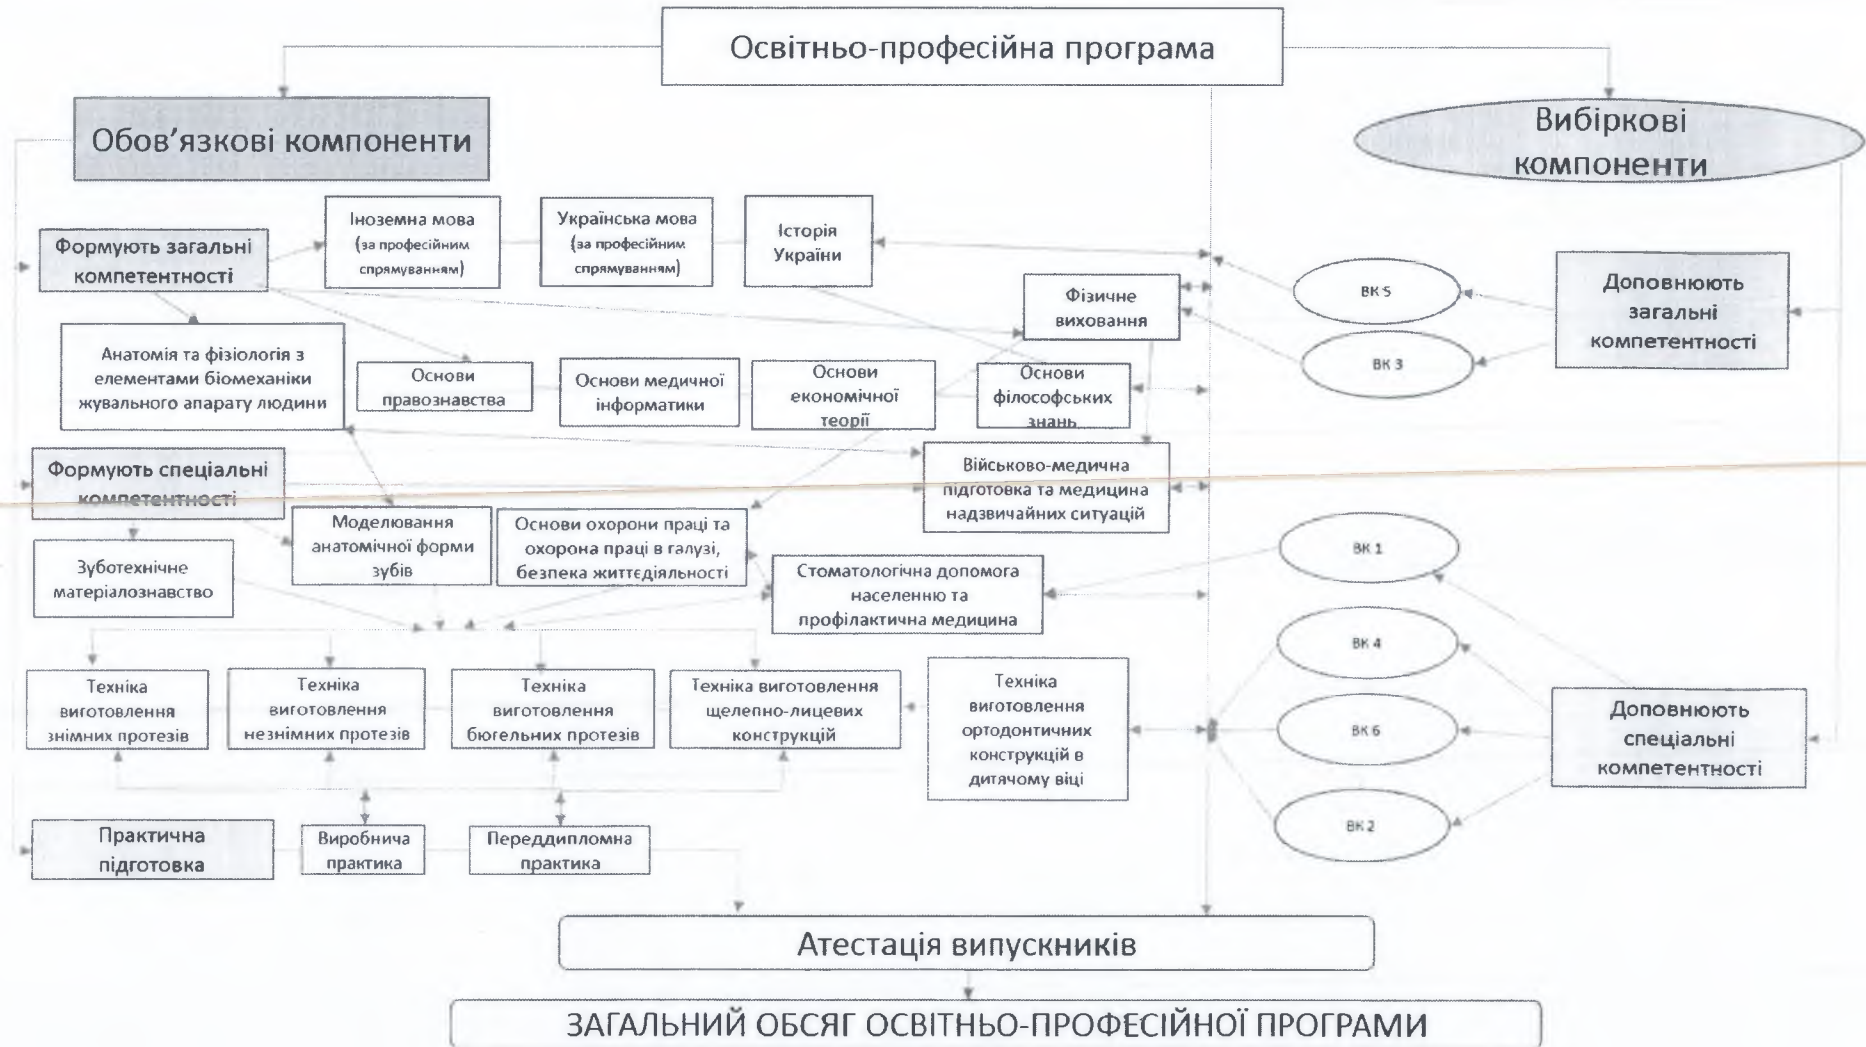 Освітньо-професійна програма
Обов’язкові компоненти
Вибіркові
компоненти
Формують загальні
компетентності
Іноземна мова
(за професійним
спрямуванням)
Українська мова
(за професійним
спрямуванням)
Історія
України
Фізичне
виховання
ВК 5
ВК 3
Доповнюють
загальні
компетентності
Анатомія та фізіологія з
елементами біомеханіки
жувального апарату людини
Основи
правознавства
Основи медичної
інформатики
Основи
економічної
теорії
Основи
філософських
знань
Формують спеціальні
компетентності
Військово-медична
підготовка та медицина
надзвичайних ситуацій
Зуботехнічне
матеріалознавство
Моделювання
анатомічної форми
зубів
Основи охорони праці та
охорона праці в галузі,
безпека життєдіяльності
Стоматологічна допомога
населенню та
профілактична медицина
ВК 1
ВК 4
ВК 6
ВК 2
Доповнюють
спеціальні
компетентності
Техніка
виготовлення
знімних протезів
Техніка
виготовлення
незнімних протезів
Техніка
виготовлення
бюгельних протезів
Техніка виготовлення
щелепно-лицевих
конструкцій
Техніка
виготовлення
ортодонтичних
конструкцій в
дитячому віці
Практична
підготовка
Виробнича
практика
Переддипломна
практика
Атестація випускників
ЗАГАЛЬНИЙ ОБСЯГ ОСВІТНЬО-ПРОФЕСІЙНОЇ ПРОГРАМИ